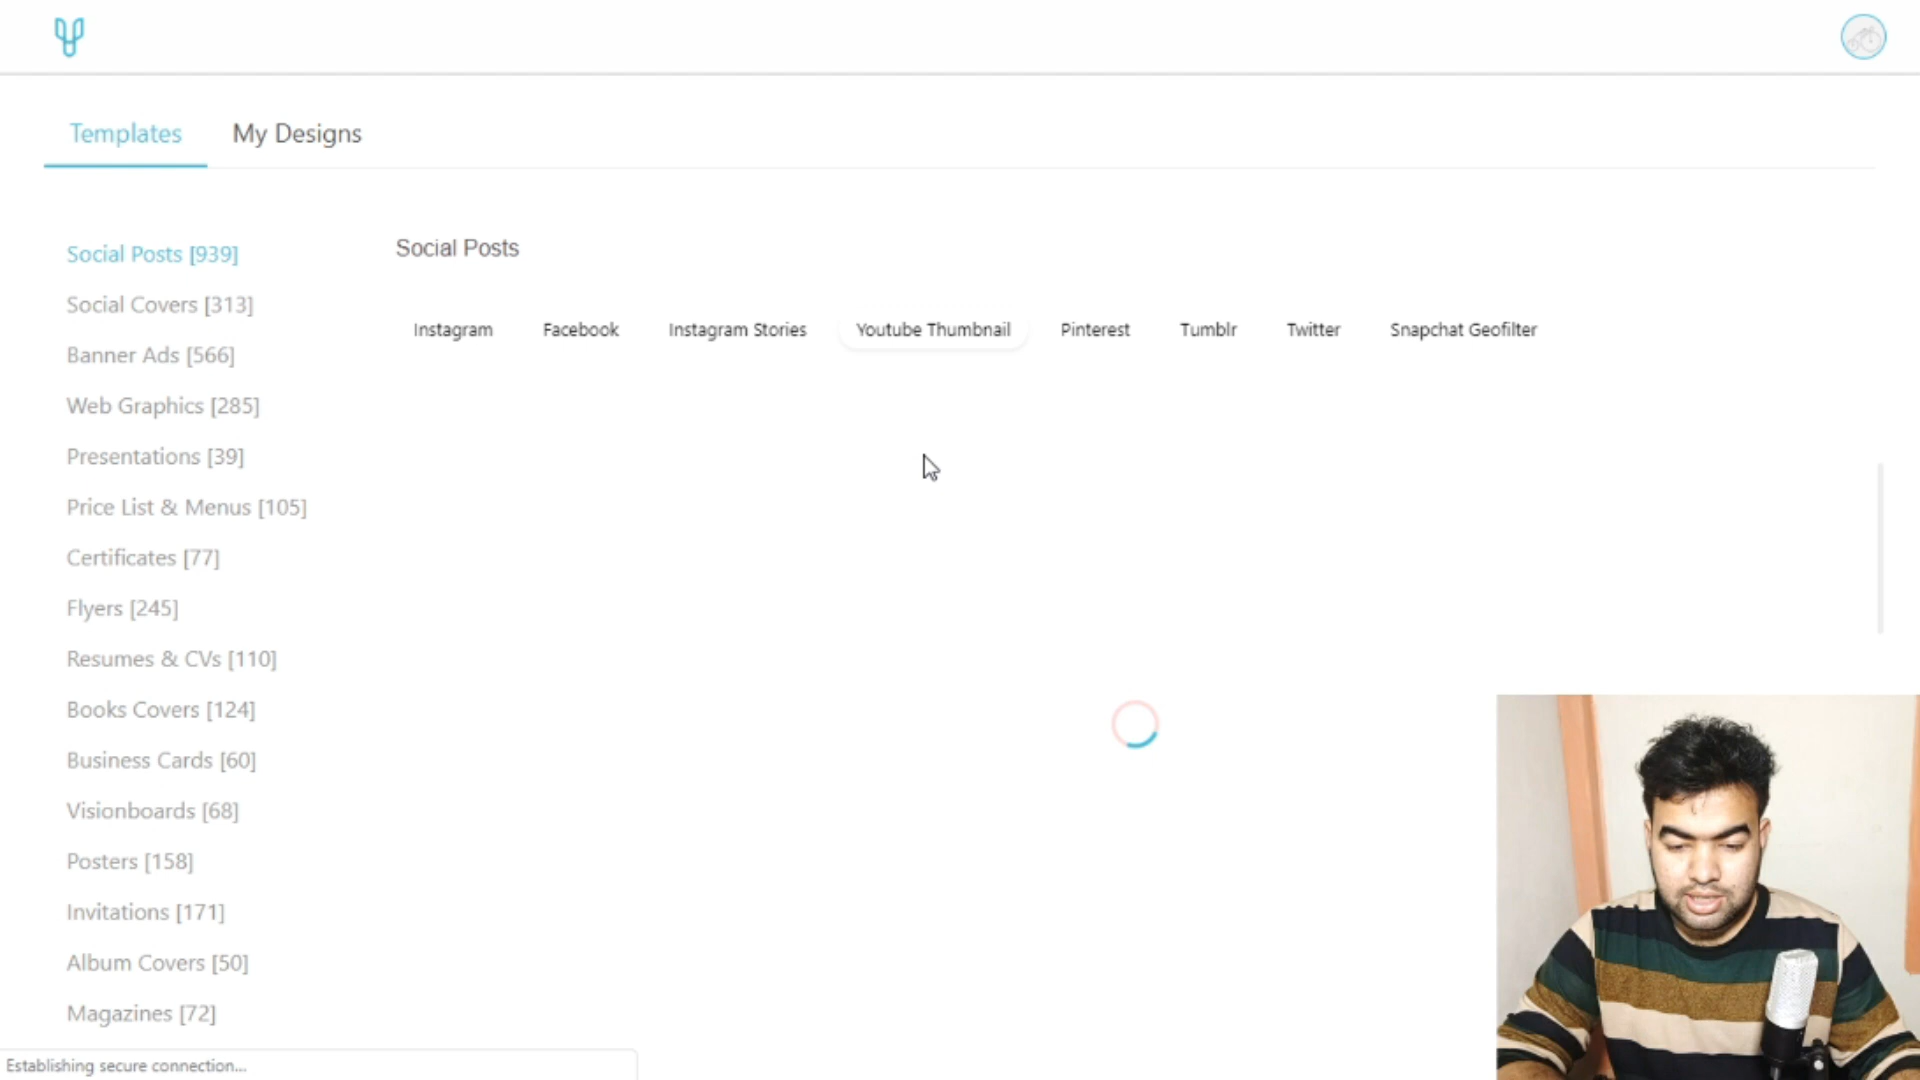 Templates
My Designs
Social Posts [939]
Social Covers [313]
Banner Ads [566]
Web Graphics [285]
Presentations [39]
Price List & Menus [105]
Certificates [77]
Flyers [245]
Resumes & CVs [110]
Books Covers [124]
Business Cards [60]
Visionboards [68]
Posters [158]
Invitations [171]
Album Covers [50]
Magazines [72]
Social Posts
Instagram
Facebook
Instagram Stories
Youtube Thumbnail
Pinterest
Tumblr
Twitter
Snapchat Geofilter
Establishing secure connection...